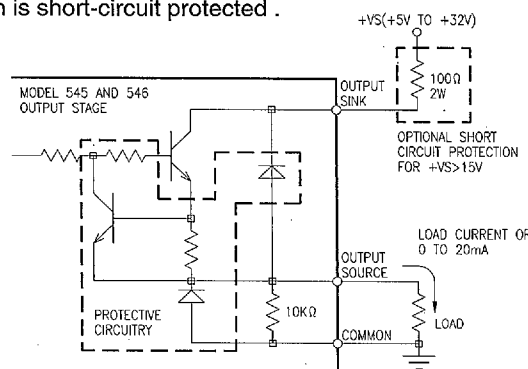 n is short-circuit protected .
+VS(+5V TO +32V)
MODEL 545 AND 546
OUTPUT STAGE
OUTPUT
SINK
100Ω
2W
OPTIONAL SHORT
CIRCUIT PROTECTION
FOR +VS>15V
LOAD CURRENT OF
0 TO 20mA
OUTPUT
SOURCE
PROTECTIVE
CIRCUITRY
10KΩ
LOAD
COMMON